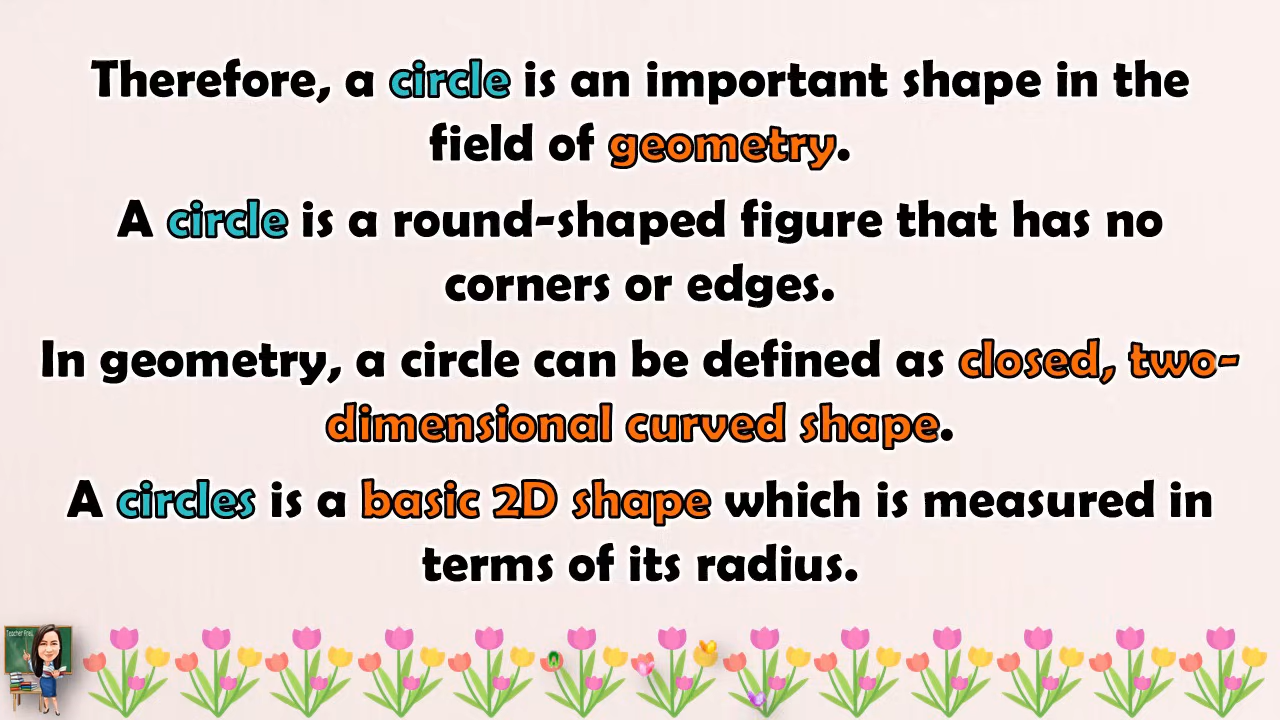 Therefore, a circle is an important shape in the
field of geometry.
A circle is a round-shaped figure that has no
corners or edges.
In geometry, a circle can be defined as closed, two-
dimensional curved shape.
A circles is a basic 2D shape which is measured in
terms of its radius.
Teacher